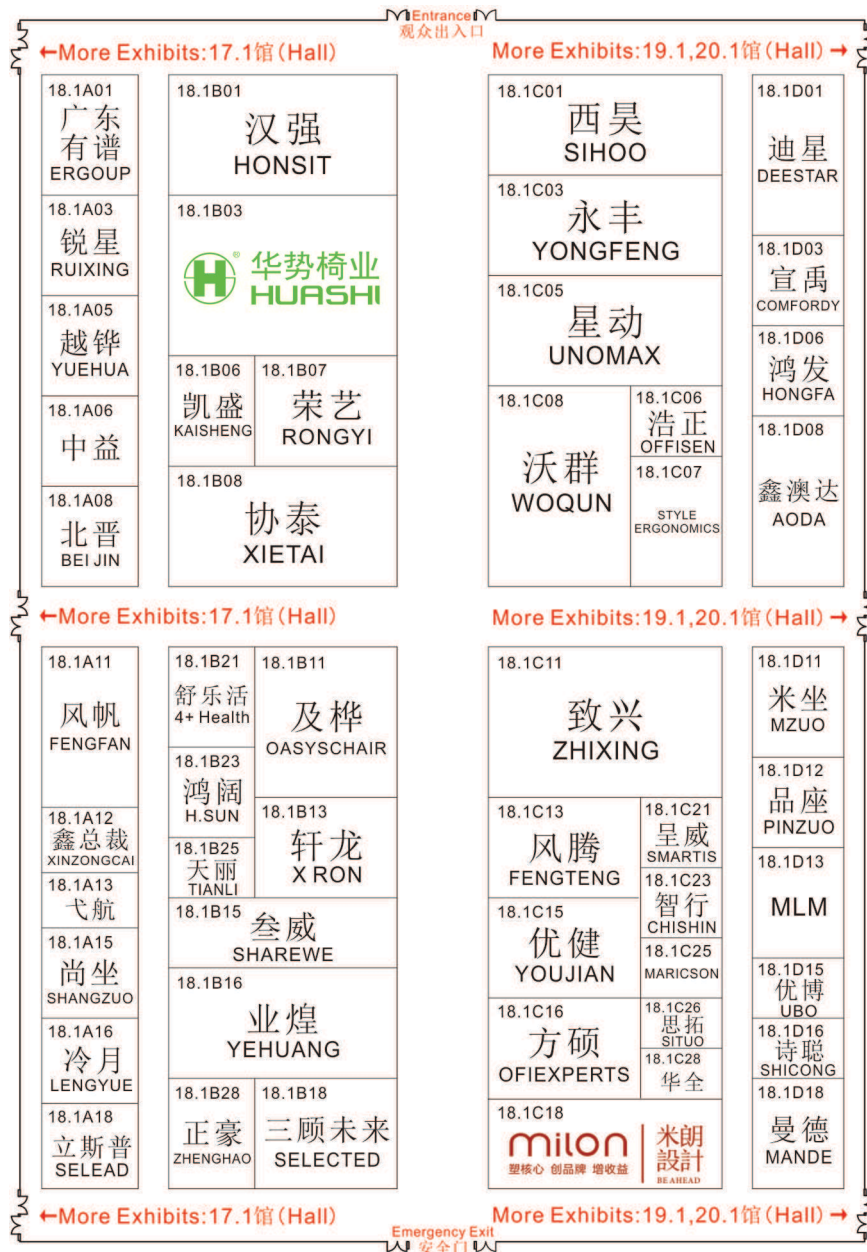 Entrance
观众出入口
←More Exhibits:17.1馆(Hall)
More Exhibits:19.1,20.1馆(Hall)→
18.1A01
广东
有谱
ERGOUP
18.1A03
锐星
RUIXING
18.1A05
越铧
YUEHUA
18.1A06
中益
18.1A08
北晋
BEIJIN
18.1B01
汉强
HONSIT
18.1B03
华势椅业
H®
HUASHI
18.1B06
凯盛
KAISHENG
18.1B07
荣艺
RONGYI
18.1B08
协泰
XIETAI
18.1C01
西昊
SIHOO
18.1C03
永丰
YONGFENG
18.1C05
星动
UNOMAX
18.1C08
沃群
WOQUN
18.1C06
浩正
OFFISEN
18.1C07
STYLE
ERGONOMICS
18.1D01
迪星
DEESTAR
18.1D03
宣禹
COMFORDY
18.1D06
鸿发
HONGFA
18.1D08
鑫澳达
AODA
←More Exhibits:17.1馆(Hall)
More Exhibits:19.1,20.1馆(Hall)→
18.1A11
风帆
FENGFAN
18.1A12
鑫总裁
XINZONGCAI
18.1A13
弋航
18.1A15
尚坐
SHANGZUO
18.1A16
冷月
LENGYUE
18.1A18
立斯普
SELEAD
18.1B21
舒乐活
4+ Health
18.1B11
及桦
OASYSCHAIR
18.1B23
鸿阔
H.SUN
18.1B25
天丽
TIANLI
18.1B13
轩龙
X RON
18.1B15
叁威
SHAREWE
18.1B16
业煌
YEHUANG
18.1B28
正豪
ZHENGHAO
18.1B18
三顾未来
SELECTED
18.1C11
致兴
ZHIXING
18.1C13
风腾
FENGTENG
18.1C21
呈威
SMARTIS
18.1C23
智行
CHISHIN
18.1C15
优健
YOUJIAN
18.1C25
MARICSON
18.1C16
方硕
OFIEXPERTS
18.1C26
思拓
SITUO
18.1C28
华全
18.1C18
milon
塑核心 创品牌 增收益
米朗
設計
BE AHEAD
18.1D11
米坐
MZUO
18.1D12
品座
PINZUO
18.1D13
MLM
18.1D15
优博
UBO
18.1D16
诗聪
SHICONG
18.1D18
曼德
MANDE
←More Exhibits:17.1馆(Hall)
More Exhibits:19.1,20.1馆(Hall)→
Emergency Exit
安全门